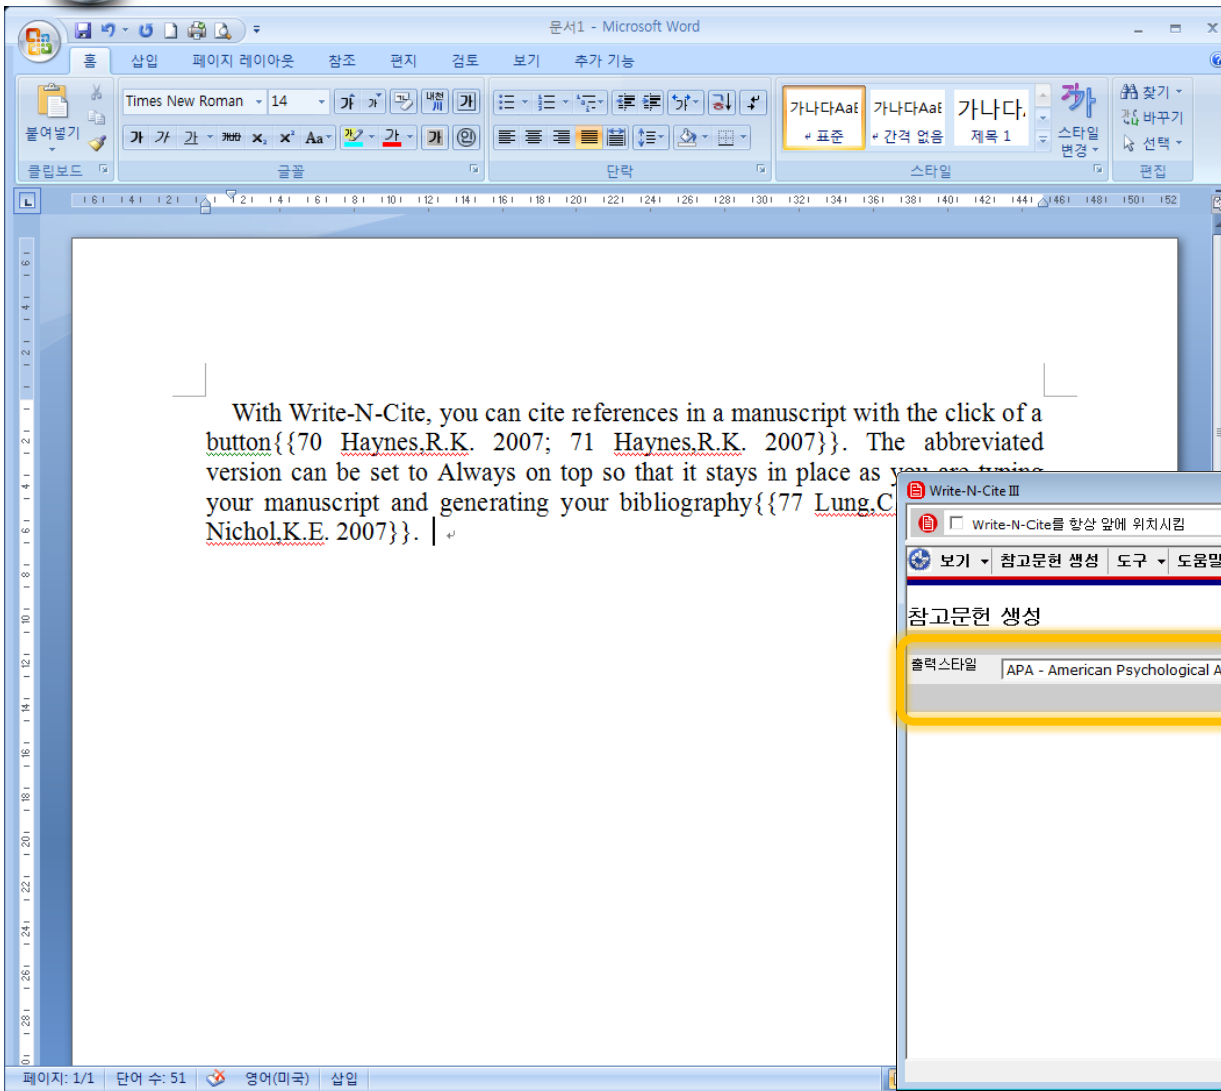 문서1 - Microsoft Word
홈 삽입 페이지 레이아웃 참조 편지 검토 보기 추가 기능
붙여넣기
Times New Roman 14
가나다AaE 가나다AaE 가나다,
표준 간격 없음 제목 1
스타일 변경
찾기
바꾸기
선택
클립보드 글꼴 단락 스타일 편집
With Write-N-Cite, you can cite references in a manuscript with the click of a
button{{70 Haynes,R.K. 2007; 71 Haynes,R.K. 2007}}. The abbreviated
version can be set to Always on top so that it stays in place as you are typing
your manuscript and generating your bibliography{{77 Lung,C
Nichol,K.E. 2007}}.
Write-N-Cite III
Write-N-Cite를 항상 앞에 위치시킴
보기 참고문헌 생성 도구 도움말
참고문헌 생성
출력스타일 APA - American Psychological A
페이지: 1/1 단어 수: 51 영어(미국) 삽입